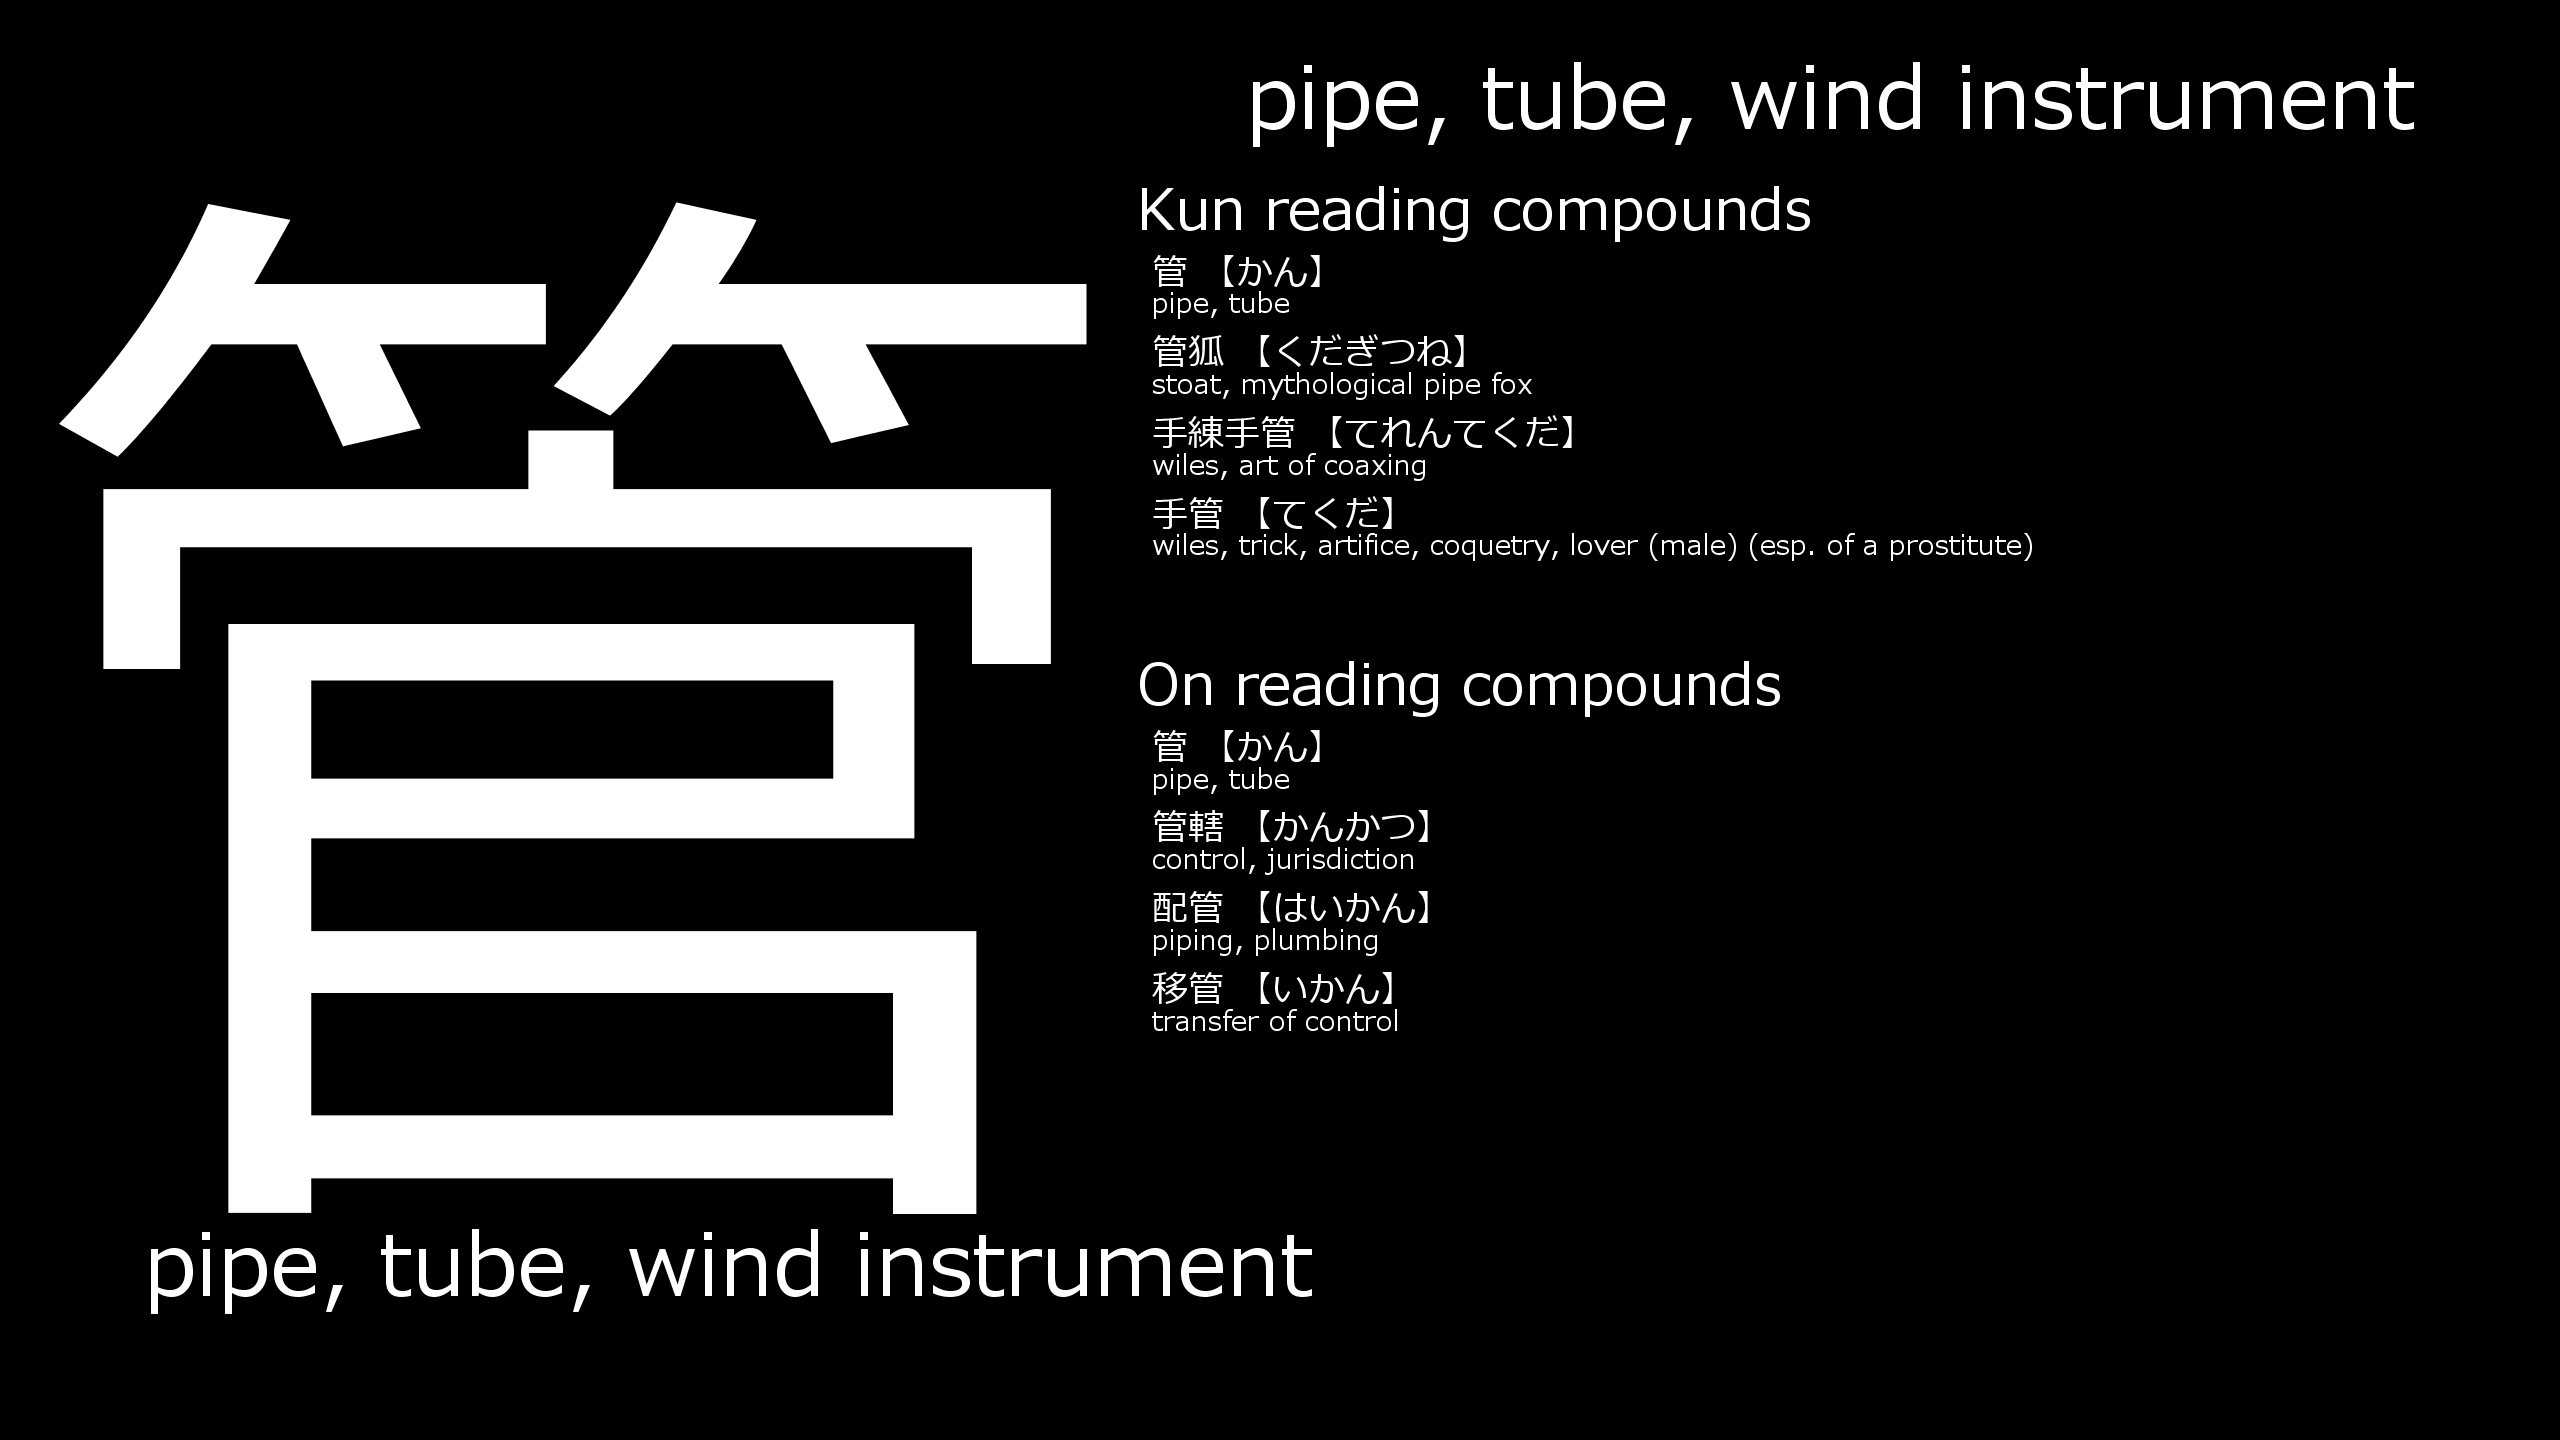 pipe, tube, wind instrument
管
Kun reading compounds
管 【かん】
pipe, tube
管狐 【くだぎつね】
stoat, mythological pipe fox
手練手管 【てれんてくだ】
wiles, art of coaxing
手管 【てくだ】
wiles, trick, artifice, coquetry, lover (male) (esp. of a prostitute)
On reading compounds
管 【かん】
pipe, tube
管轄 【かんかつ】
control, jurisdiction
配管 【はいかん】
piping, plumbing
移管 【いかん】
transfer of control
pipe, tube, wind instrument